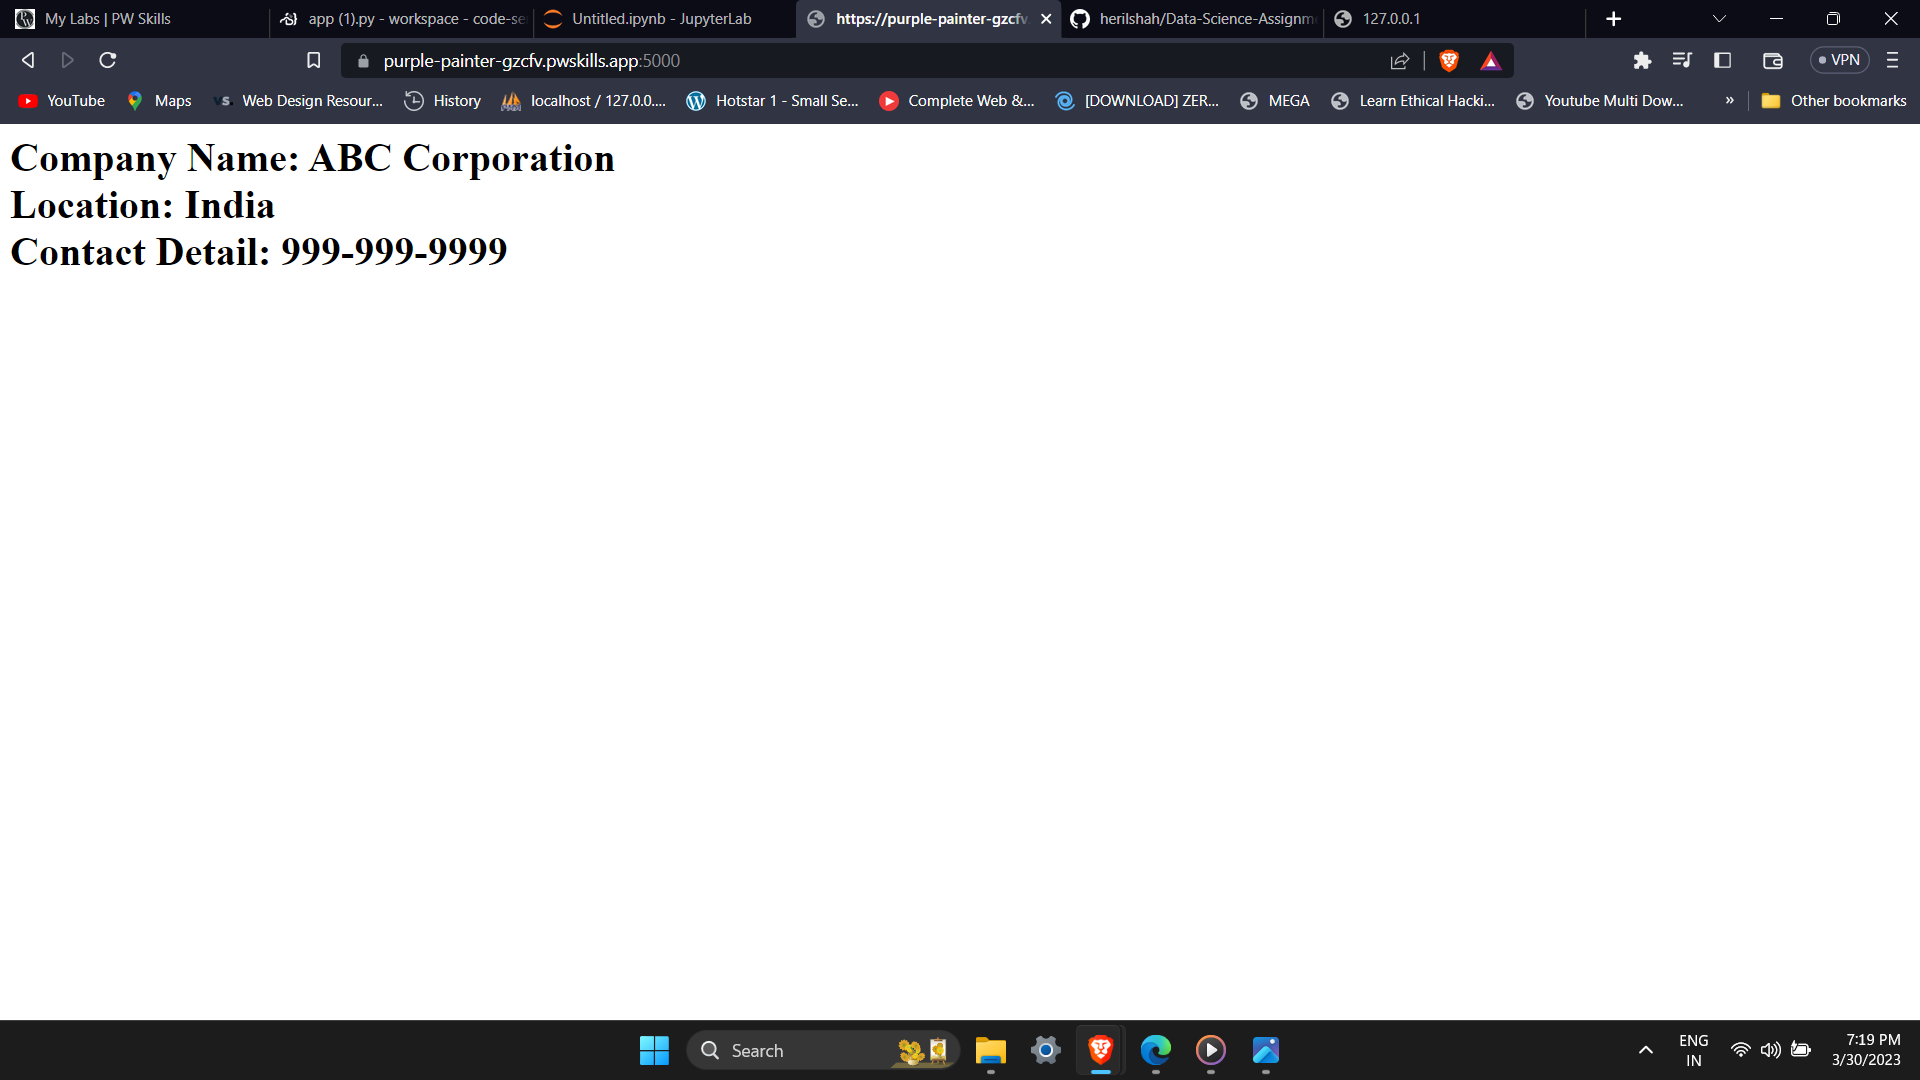 My Labs | PW Skills
app (1).py - workspace - code-se
Untitled.ipynb - JupyterLab
https://purple-painter-gzcfv.
herilshah/Data-Science-Assignm
127.0.0.1
purple-painter-gzcfv.pwskills.app:5000
VPN
YouTube
Maps
Web Design Resour...
History
localhost / 127.0.0....
Hotstar 1 - Small Se...
Complete Web &...
[DOWNLOAD] ZER...
MEGA
Learn Ethical Hacki...
Youtube Multi Dow...
»
Other bookmarks
Company Name: ABC Corporation
Location: India
Contact Detail: 999-999-9999
Search
ENG
IN
7:19 PM
3/30/2023